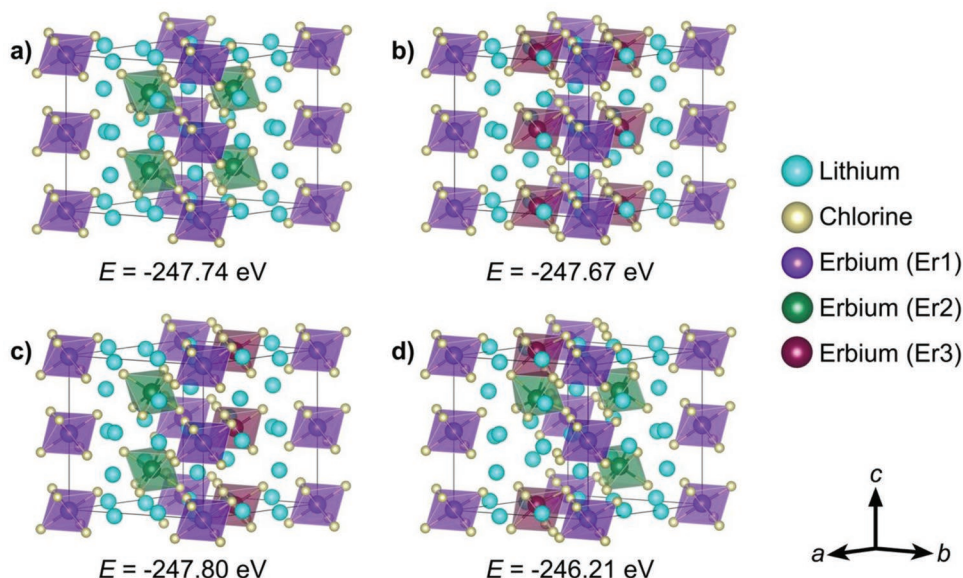 a)
b)
E = -247.74 eV
E = -247.67 eV
c)
d)
E = -247.80 eV
E = -246.21 eV
Lithium
Chlorine
Erbium (Er1)
Erbium (Er2)
Erbium (Er3)
c
a
b